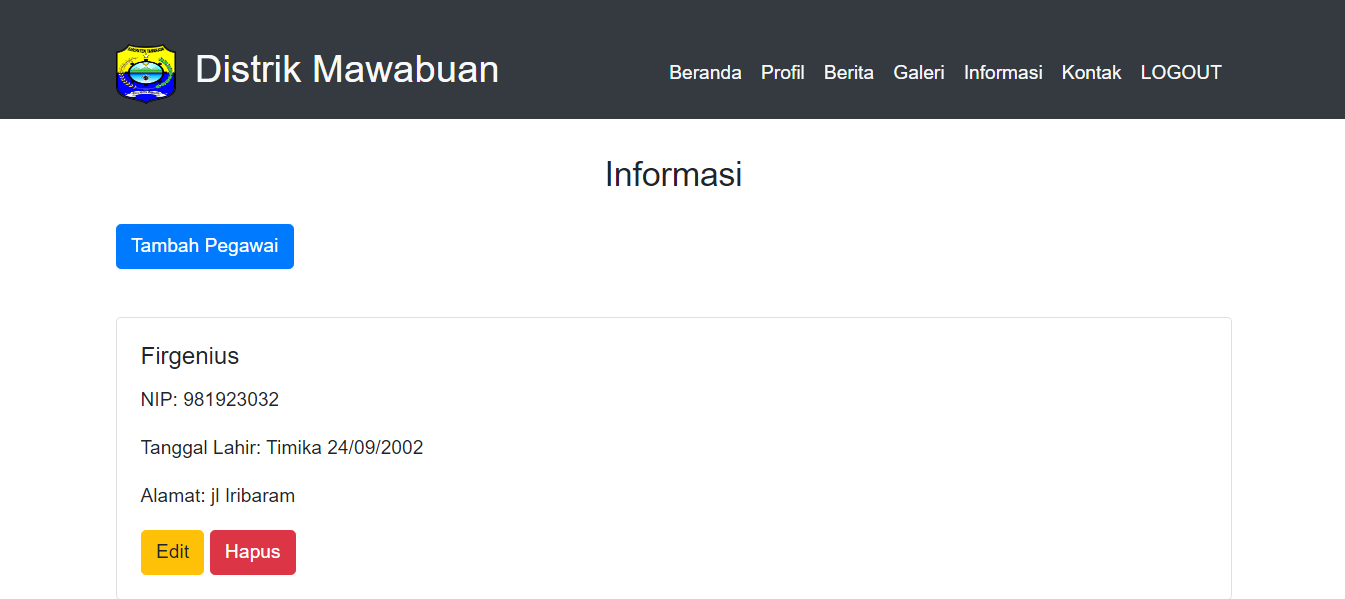 Distrik Mawabuan
Beranda Profil Berita Galeri Informasi Kontak LOGOUT
Informasi
Tambah Pegawai
Firgenius
NIP: 981923032
Tanggal Lahir: Timika 24/09/2002
Alamat: jl Iribaram
Edit Hapus